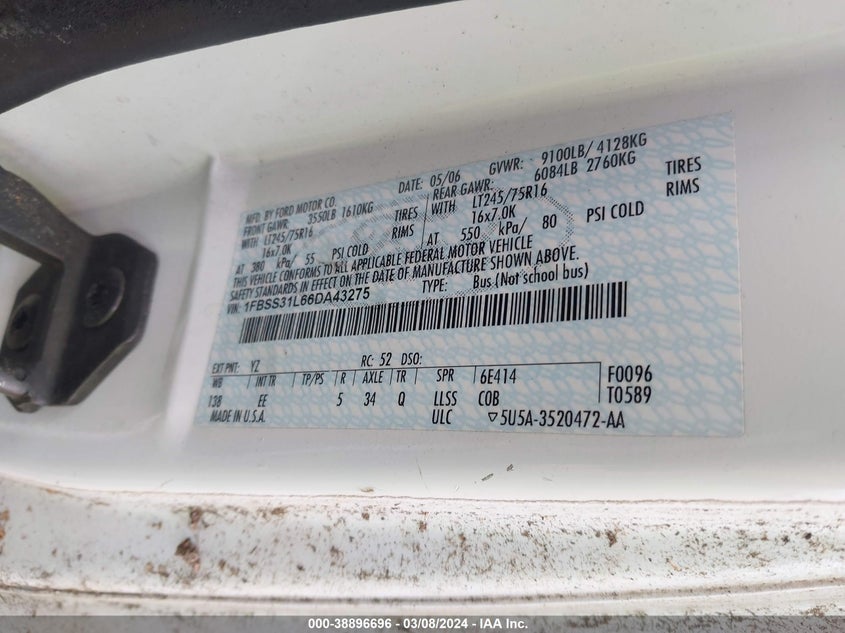 MFD. BY FORD MOTOR CO.
DATE: 05/06 GVWR: 9100LB/ 4128KG
FRONT GAWR: 3550LB 1610KG
REAR GAWR: 6084LB 2760KG
WITH LT245/75R16 TIRES
WITH LT245/75R16 TIRES
16x7.0K RIMS
16x7.0K RIMS
AT 380 kPa/ 55 PSI COLD
AT 550 kPa/ 80 PSI COLD
THIS VEHICLE CONFORMS TO ALL APPLICABLE FEDERAL MOTOR VEHICLE
SAFETY STANDARDS IN EFFECT ON THE DATE OF MANUFACTURE SHOWN ABOVE.
VIN: 1FBSS31L66DA43275 TYPE: Bus (Not school bus)
EXT PNT: YZ RC: 52 DSO:
WB INT TR TP/PS R AXLE TR SPR 6E414 F0096
138 EE 5 34 Q LLSS COB T0589
MADE IN U.S.A. ULC ▽5U5A-3520472-AA
000-38896696 - 03/08/2024 - IAA Inc.